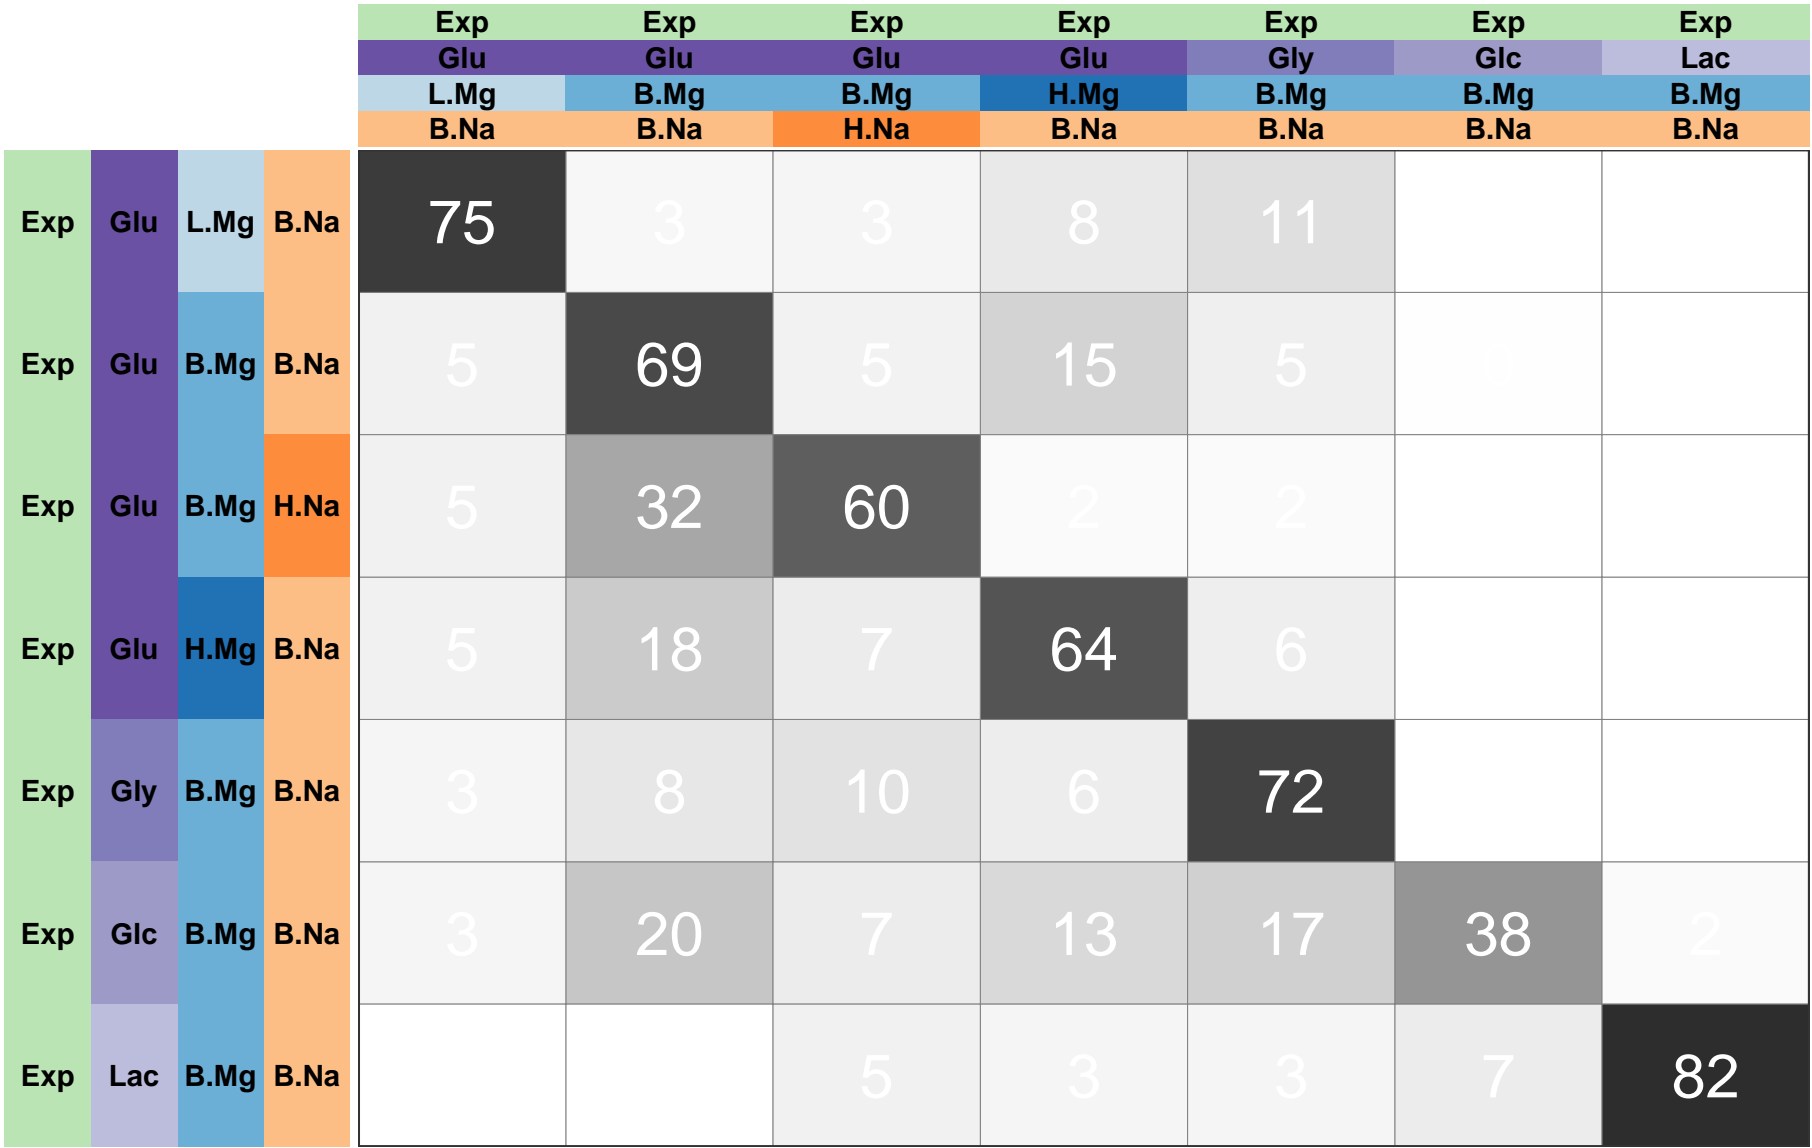 Exp Exp Exp Exp Exp Exp Exp
Glu Glu Glu Glu Gly Glc Lac
L.Mg B.Mg B.Mg H.Mg B.Mg B.Mg B.Mg
B.Na B.Na H.Na B.Na B.Na B.Na B.Na
Exp Glu L.Mg B.Na 75 3 3 8 11
Exp Glu B.Mg B.Na 69 5 15 5 5
Exp Glu B.Mg H.Na 5 32 60 2 2
Exp Glu H.Mg B.Na 5 18 7 64 6
Exp Gly B.Mg B.Na 3 8 10 6 72
Exp Glc B.Mg B.Na 3 20 7 13 17 38 2
Exp Lac B.Mg B.Na 5 3 3 7 82